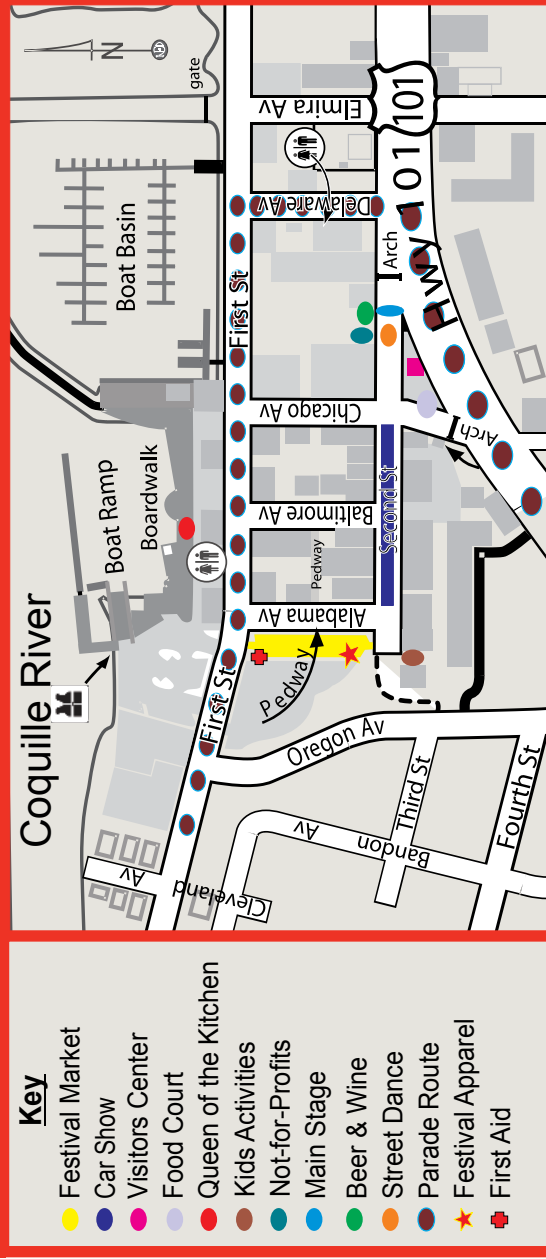 Key
Festival Market
Car Show
Visitors Center
Food Court
Queen of the Kitchen
Kids Activities
Not-for-Profits
Main Stage
Beer & Wine
Street Dance
Parade Route
Festival Apparel
First Aid
Coquille River
Boat Ramp
Boardwalk
Boat Basin
gate
N
First St
First St
Cleveland Av
Bandon Av
Oregon Av
Alabama Av
Baltimore Av
Chicago Av
Delaware Av
Elmira Av
Pedway
Pedway
Second St
Third St
Fourth St
Arch
Arch
Hwy 101
101